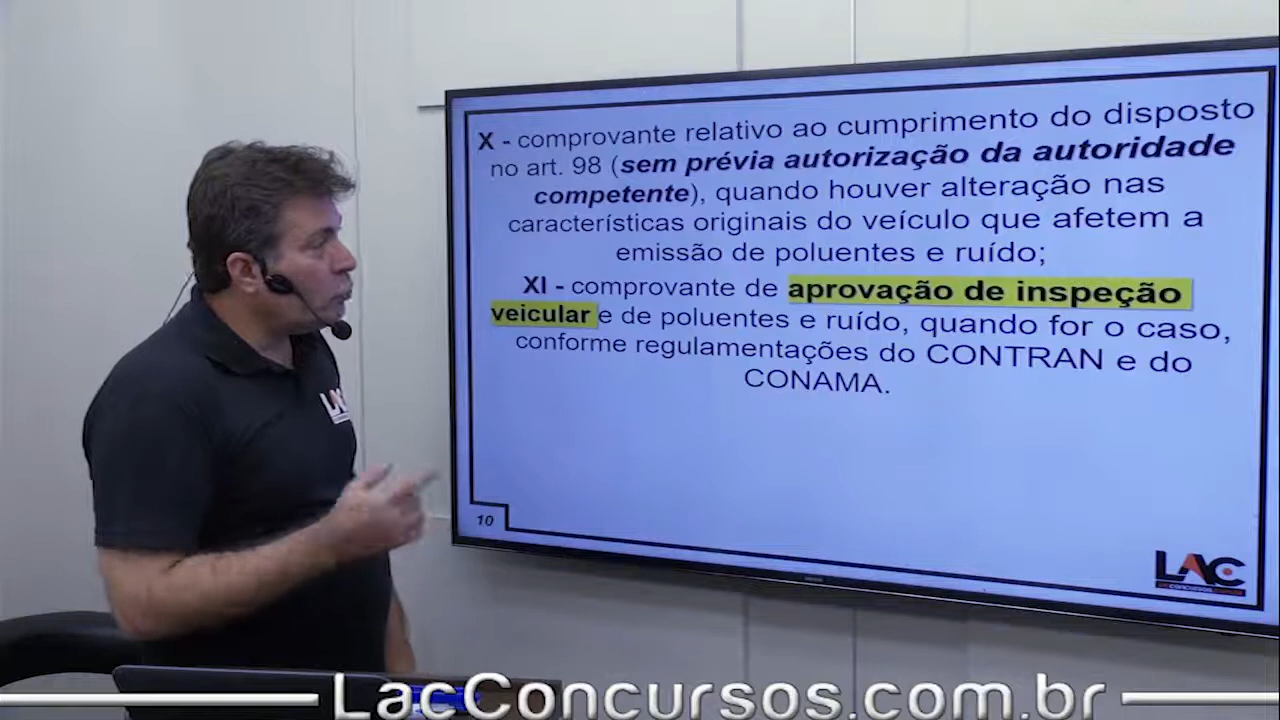 X - comprovante relativo ao cumprimento do disposto
no art. 98 (sem prévia autorização da autoridade
competente), quando houver alteração nas
características originais do veículo que afetem a
emissão de poluentes e ruído;
XI - comprovante de aprovação de inspeção
veicular e de poluentes e ruído, quando for o caso,
conforme regulamentações do CONTRAN e do
CONAMA.
10
LAC
LAC
LacConcursos.com.br